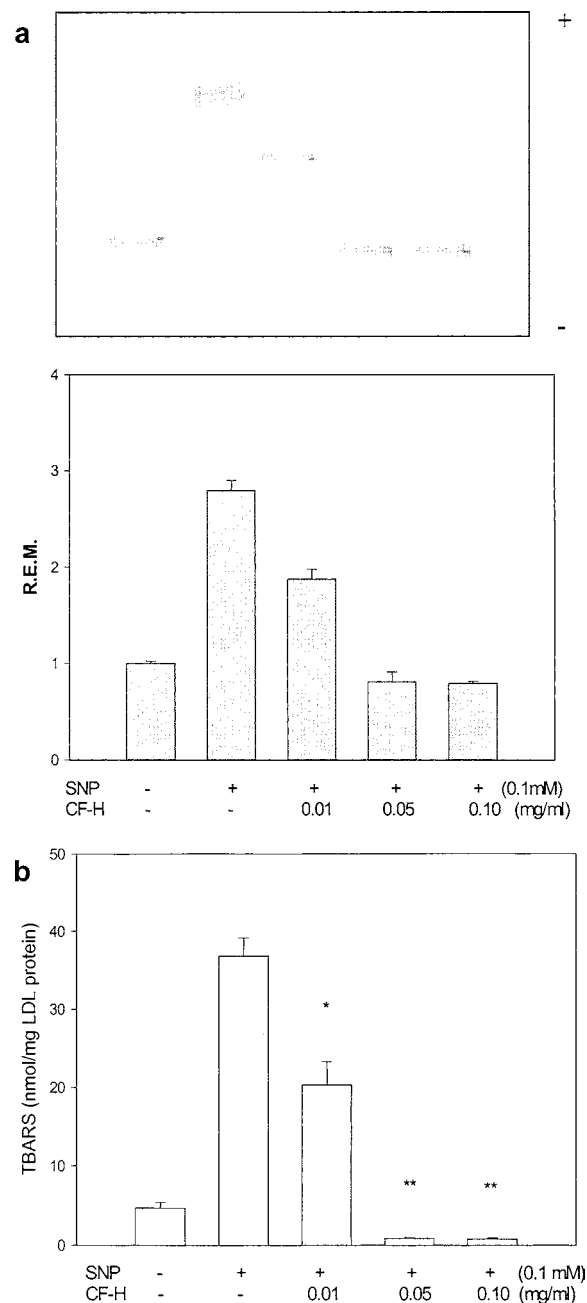 a
+
-
4
3
2
1
0
R.E.M.
SNP - + + + + (0.1mM)
CF-H - - 0.01 0.05 0.10 (mg/ml)
b
50
40
30
20
10
0
TBARS (nmol/mg LDL protein)
*
** **
SNP - + + + + (0.1 mM)
CF-H - - 0.01 0.05 0.10 (mg/ml)